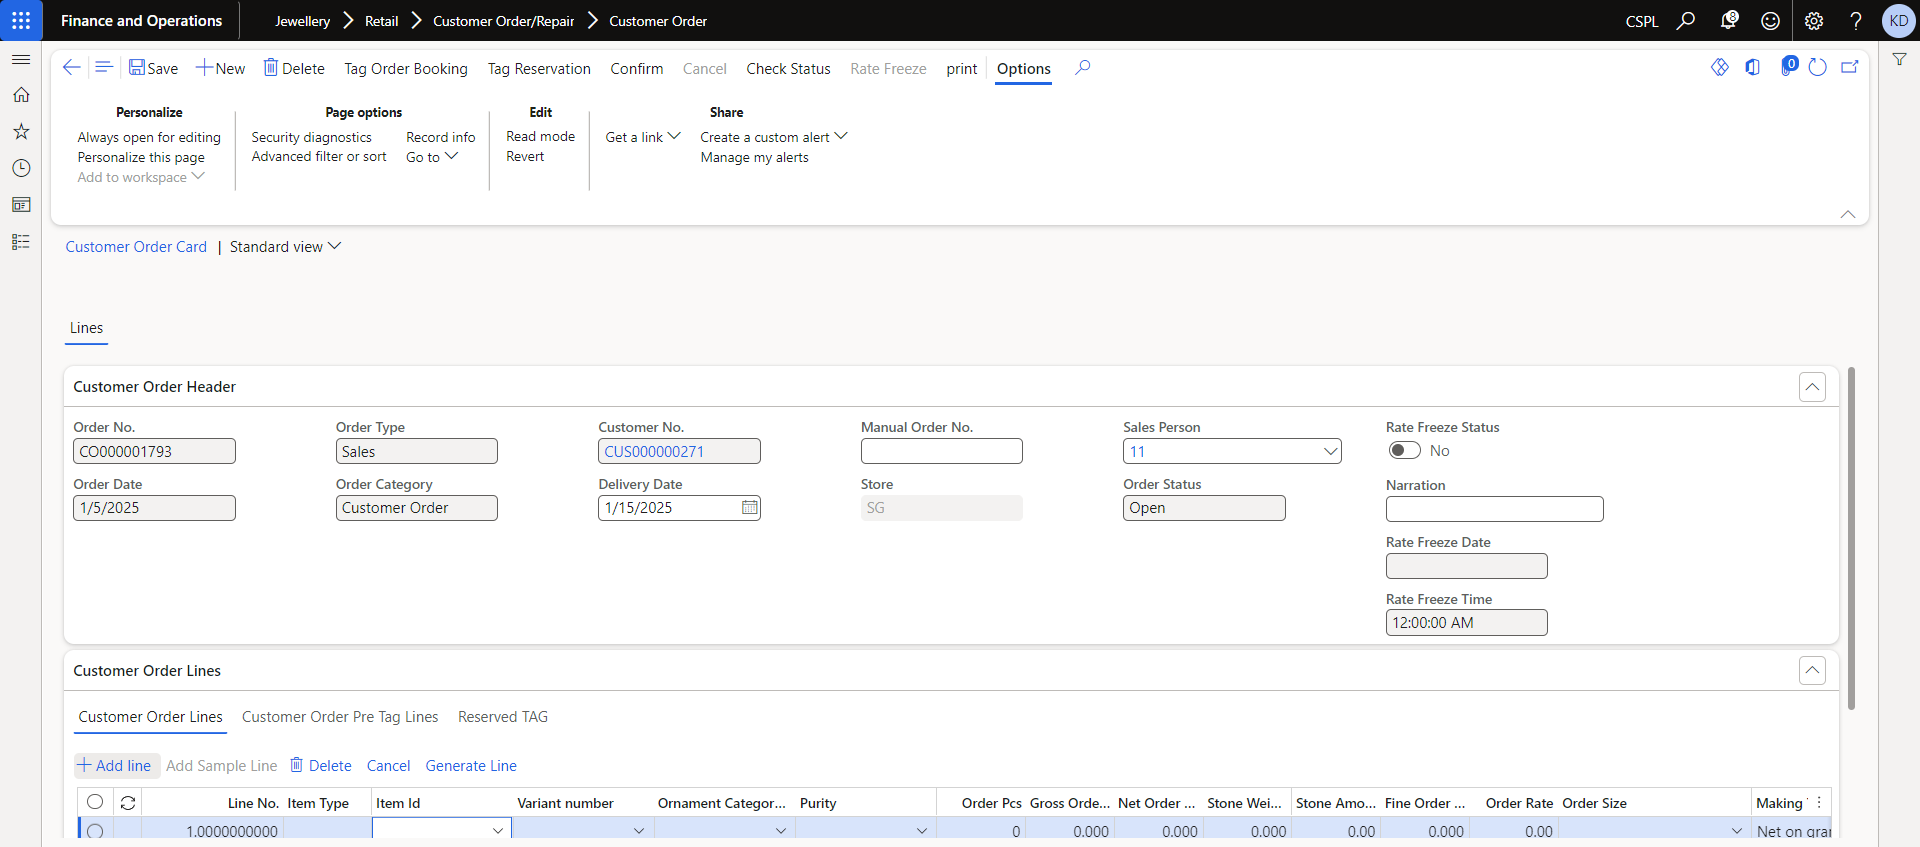 Finance and Operations
Jewellery
Retail
Customer Order/Repair
Customer Order
CSPL
8
KD
Save
New
Delete
Tag Order Booking
Tag Reservation
Confirm
Cancel
Check Status
Rate Freeze
print
Options
0
Personalize
Always open for editing
Personalize this page
Add to workspace
Page options
Security diagnostics
Advanced filter or sort
Record info
Go to
Edit
Read mode
Revert
Share
Get a link
Create a custom alert
Manage my alerts
Customer Order Card | Standard view
Lines
Customer Order Header
Order No.
CO000001793
Order Date
1/5/2025
Order Type
Sales
Order Category
Customer Order
Customer No.
CUS000000271
Delivery Date
1/15/2025
Manual Order No.
Store
SG
Sales Person
11
Order Status
Open
Rate Freeze Status
No
Narration
Rate Freeze Date
Rate Freeze Time
12:00:00 AM
Customer Order Lines
Customer Order Lines
Customer Order Pre Tag Lines
Reserved TAG
Add line
Add Sample Line
Delete
Cancel
Generate Line
Line No. Item Type Item Id Variant number Ornament Categor... Purity Order Pcs Gross Orde... Net Order ... Stone Wei... Stone Amo... Fine Order ... Order Rate Order Size Making
1.0000000000 0 0.000 0.000 0.000 0.00 0.000 0.00 Net on gra